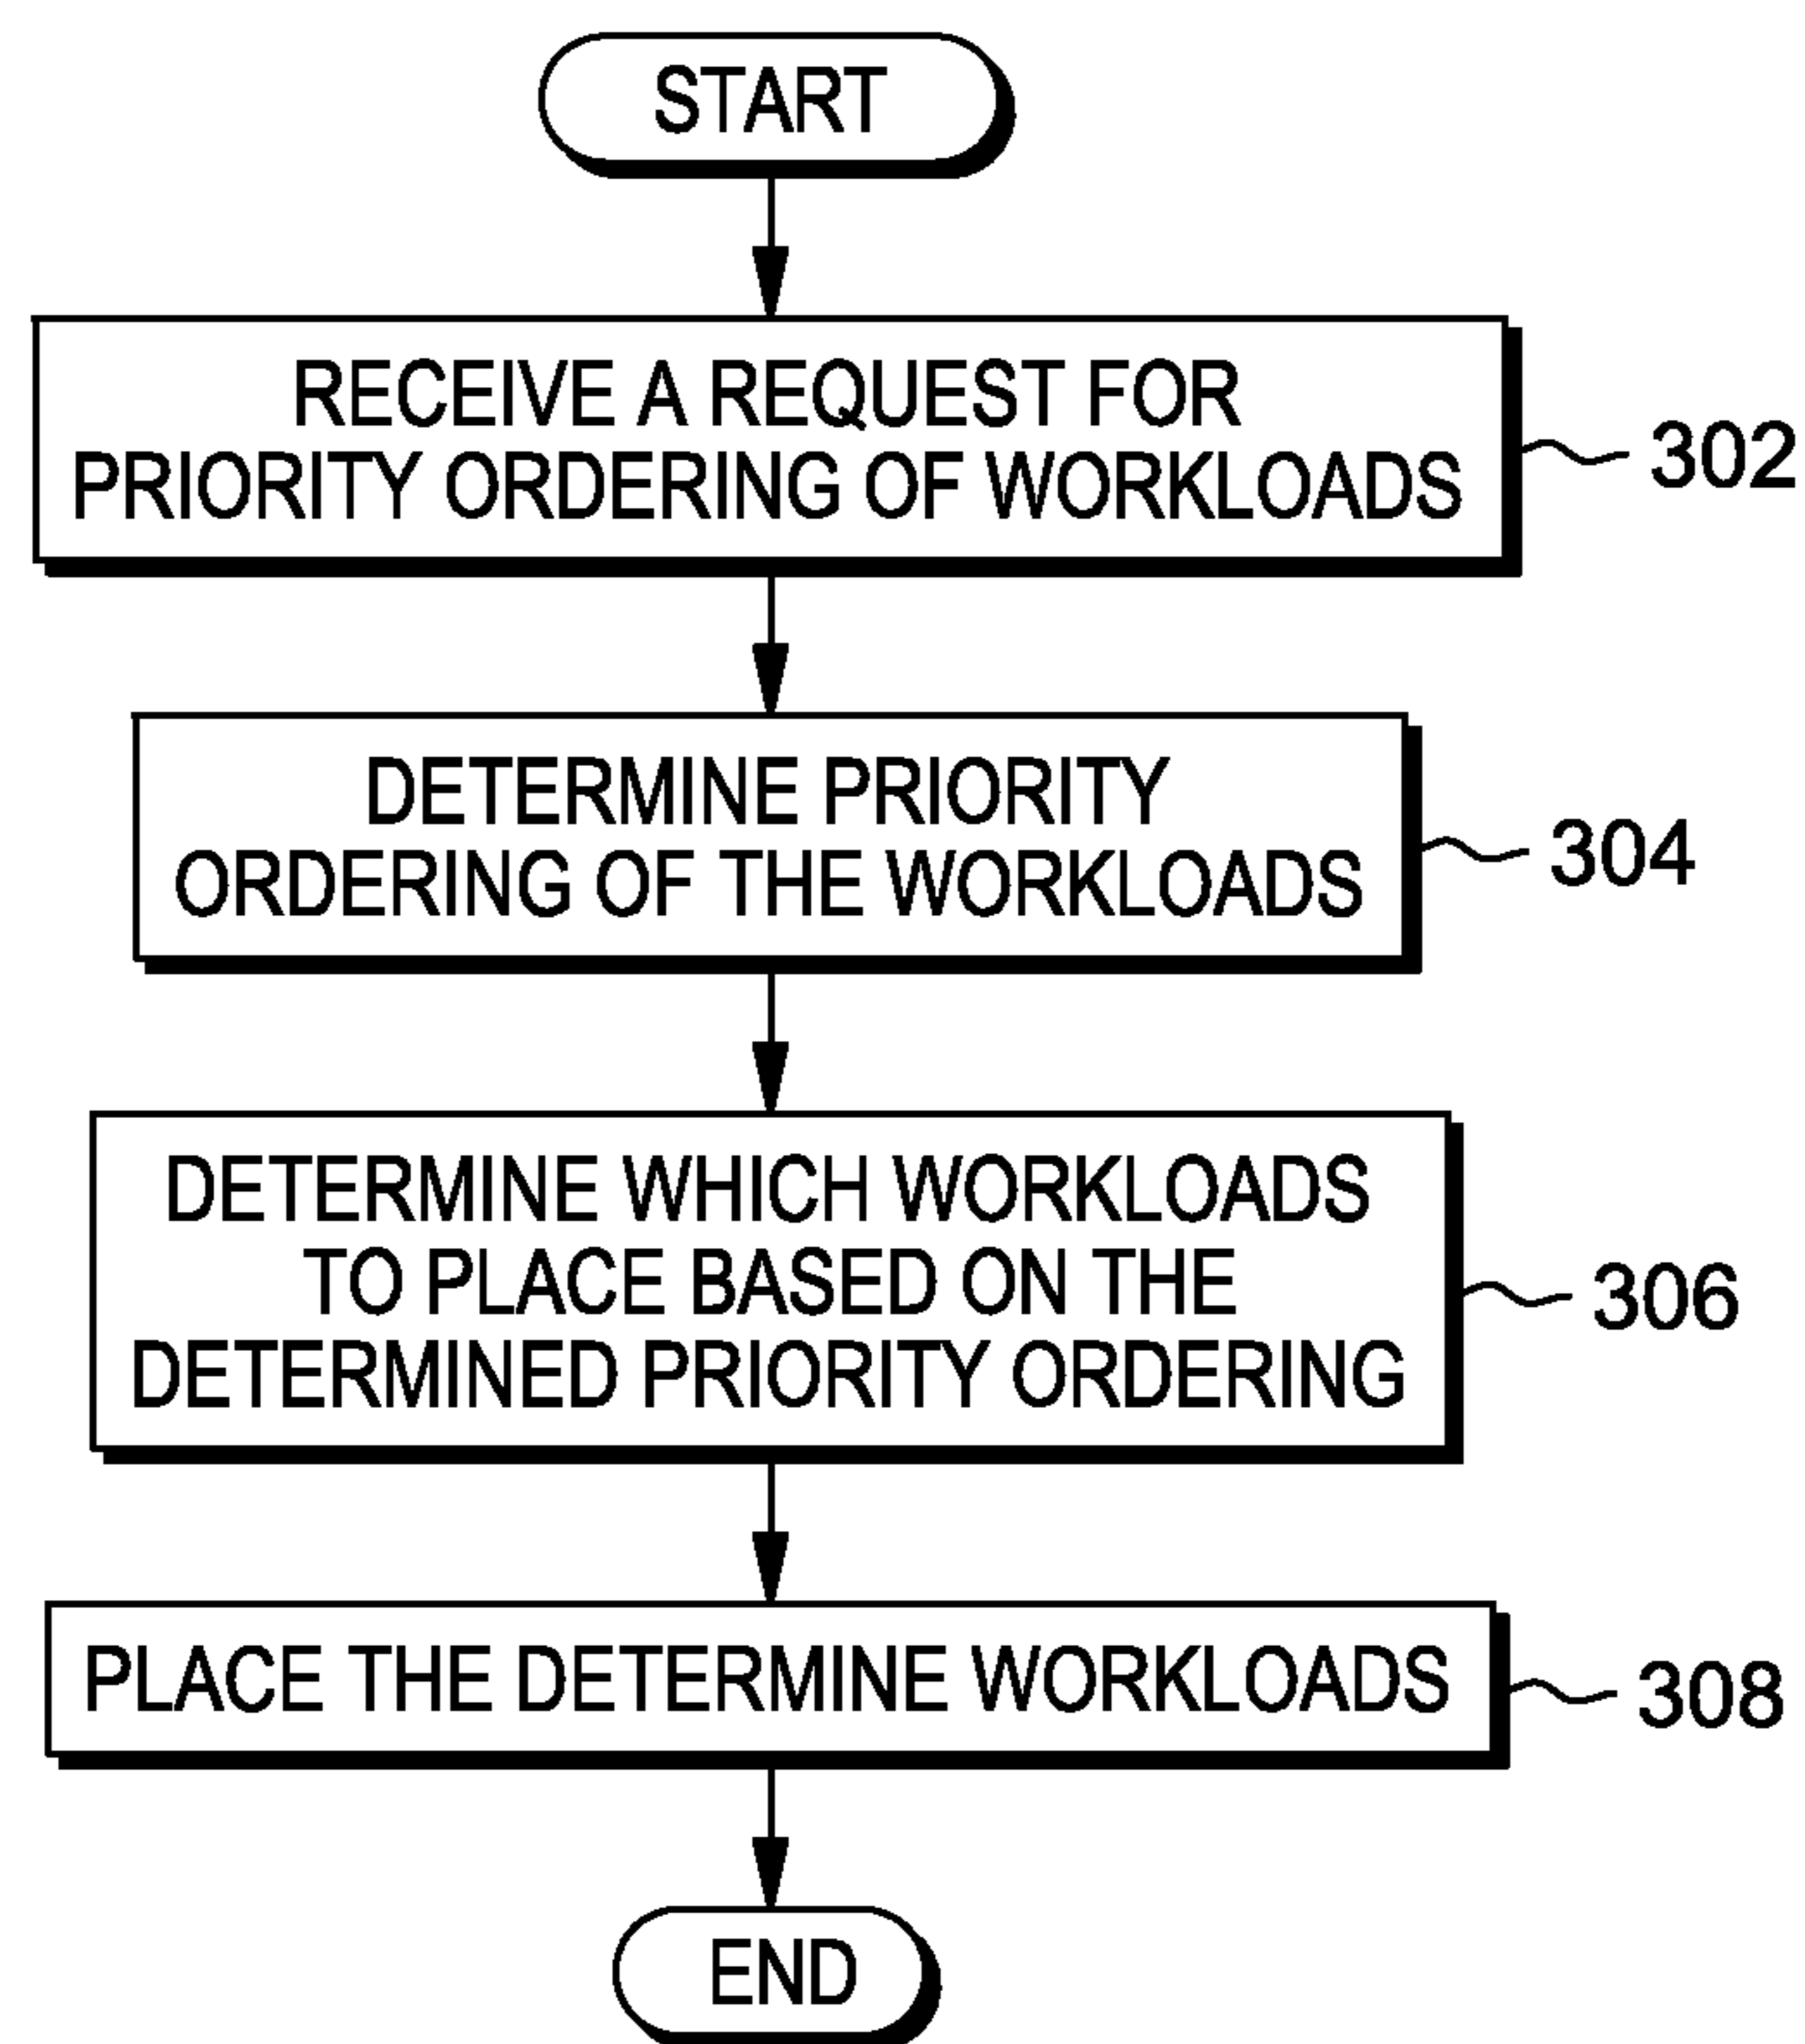 START
RECEIVE A REQUEST FOR
PRIORITY ORDERING OF WORKLOADS
302
DETERMINE PRIORITY
ORDERING OF THE WORKLOADS
304
DETERMINE WHICH WORKLOADS
TO PLACE BASED ON THE
DETERMINED PRIORITY ORDERING
306
PLACE THE DETERMINE WORKLOADS
308
END